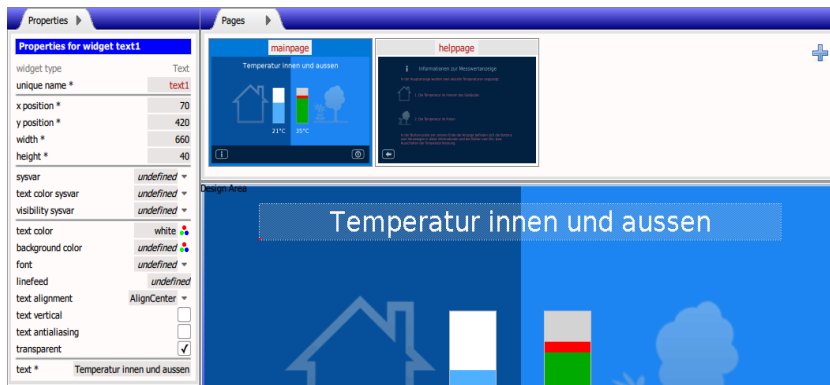 Properties
Pages
Properties for widget text1
widget type Text
unique name * text1
x position * 70
y position * 420
width * 660
height * 40
sysvar undefined
text color sysvar undefined
visibility sysvar undefined
text color white
background color undefined
font undefined
linefeed undefined
text alignment AlignCenter
text vertical
text antialiasing
transparent
text * Temperatur innen und aussen
mainpage
Temperatur innen und aussen
21°C 35°C
helppage
Informationen zur Messwertanzeige
Design Area
Temperatur innen und aussen